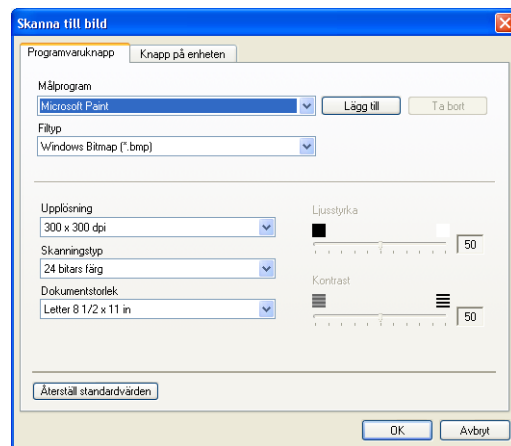 Skanna till bild
Programvaruknapp Knapp på enheten
Målprogram
Microsoft Paint Lägg till Ta bort
Filtyp
Windows Bitmap (*.bmp)
Upplösning Ljusstyrka
300 x 300 dpi 50
Skanningstyp
24 bitars färg
Kontrast
Dokumentstorlek
Letter 8 1/2 x 11 in 50
Återställ standardvärden
OK Avbryt